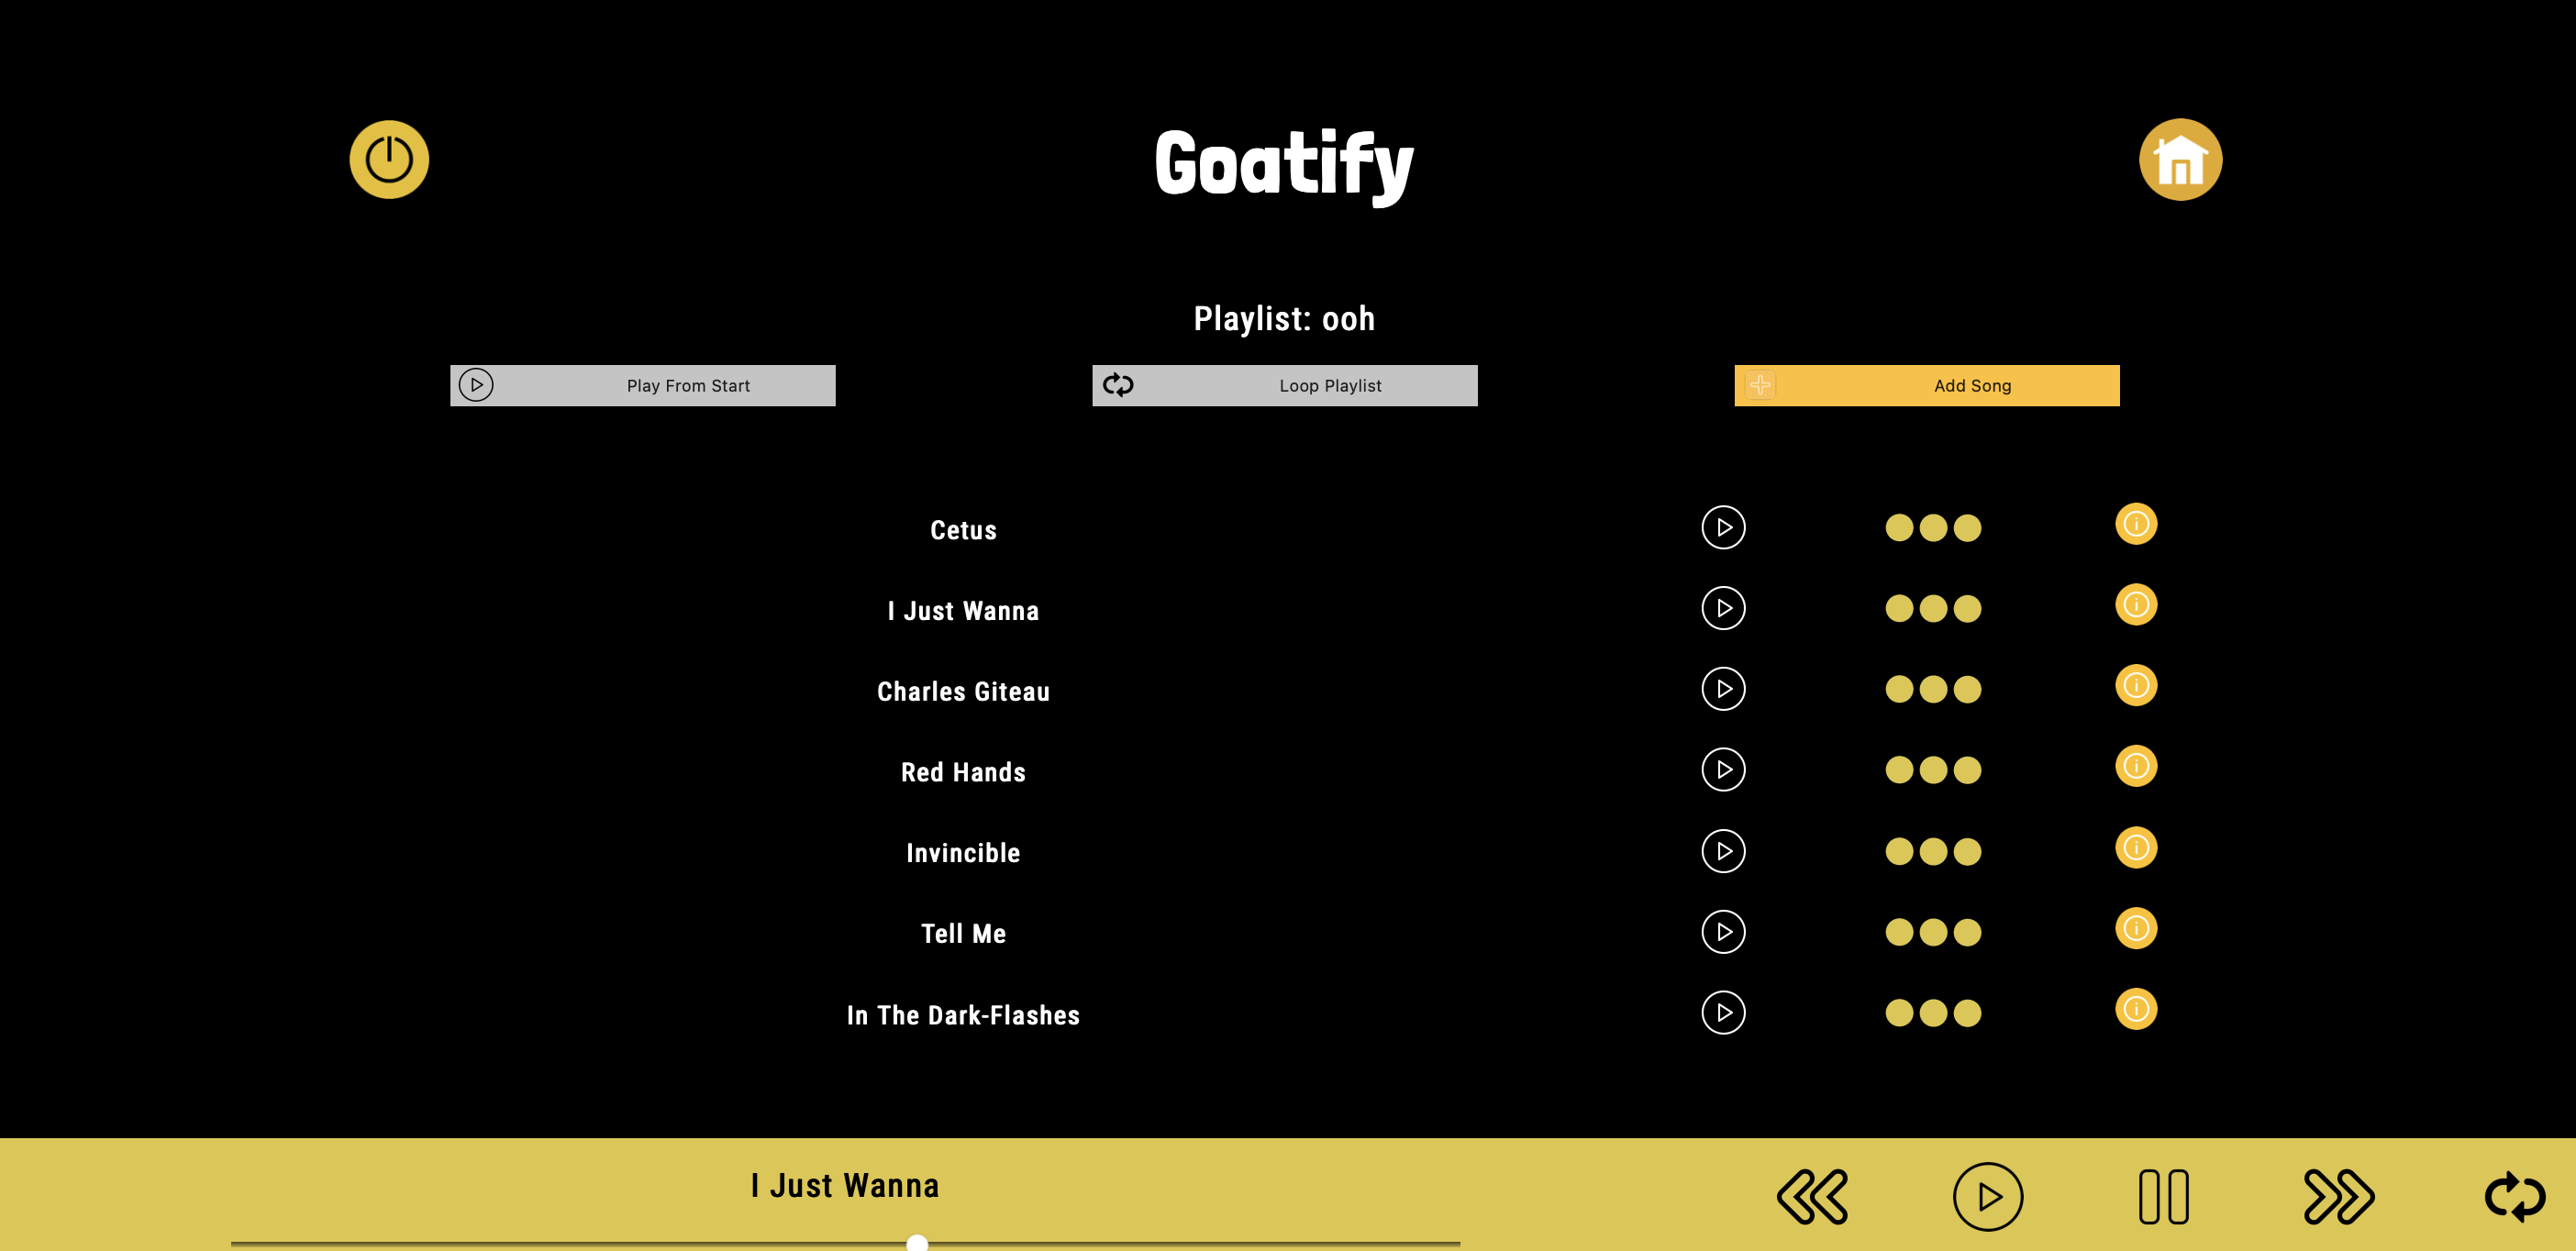 Goatify
Playlist: ooh
Play From Start
Loop Playlist
Add Song
Cetus
I Just Wanna
Charles Giteau
Red Hands
Invincible
Tell Me
In The Dark-Flashes
I Just Wanna